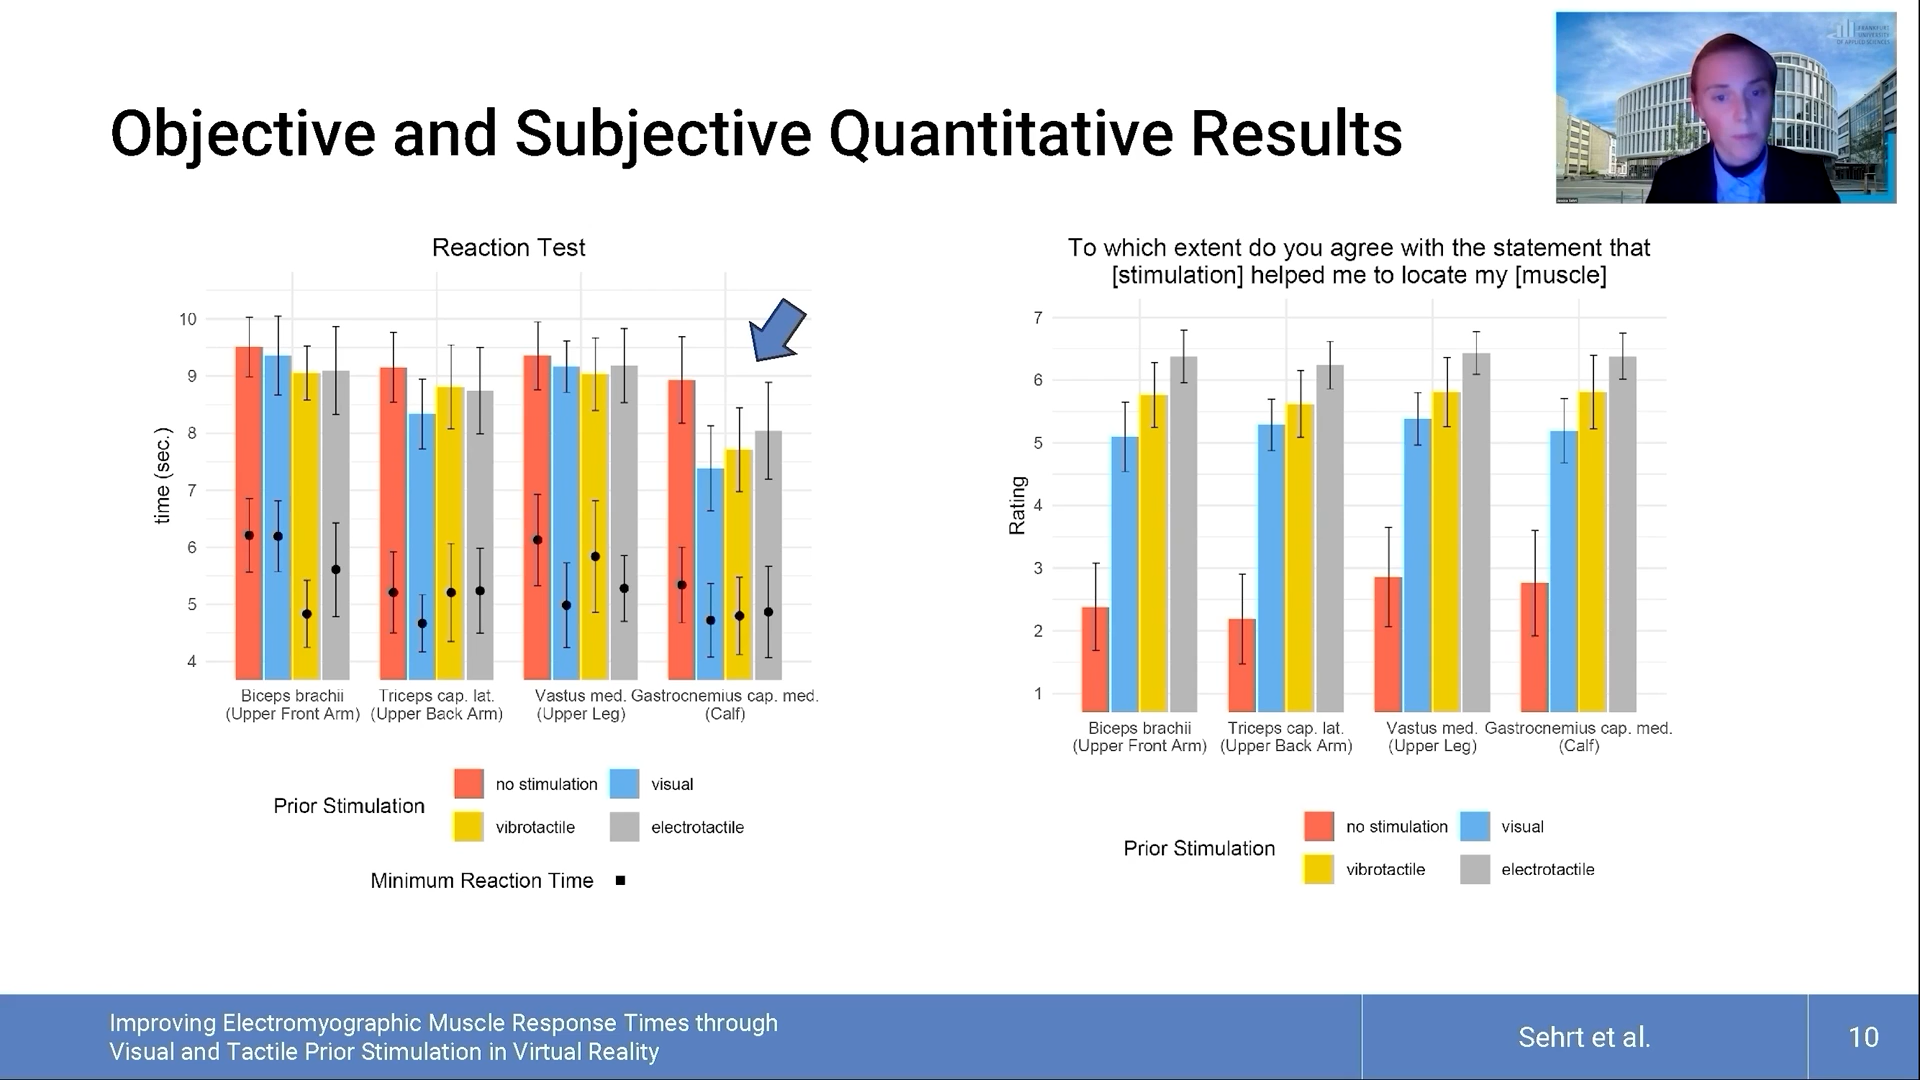 Objective and Subjective Quantitative Results
FRANKFURT
UNIVERSITY
OF APPLIED SCIENCES
Reaction Test
10
9
8
7
6
5
4
time (sec.)
Biceps brachii
(Upper Front Arm)
Triceps cap. lat.
(Upper Back Arm)
Vastus med.
(Upper Leg)
Gastrocnemius cap. med.
(Calf)
Prior Stimulation
no stimulation
visual
vibrotactile
electrotactile
Minimum Reaction Time
To which extent do you agree with the statement that
[stimulation] helped me to locate my [muscle]
7
6
5
4
3
2
1
Rating
Biceps brachii
(Upper Front Arm)
Triceps cap. lat.
(Upper Back Arm)
Vastus med.
(Upper Leg)
Gastrocnemius cap. med.
(Calf)
Prior Stimulation
no stimulation
visual
vibrotactile
electrotactile
Improving Electromyographic Muscle Response Times through
Visual and Tactile Prior Stimulation in Virtual Reality
Sehrt et al.
10